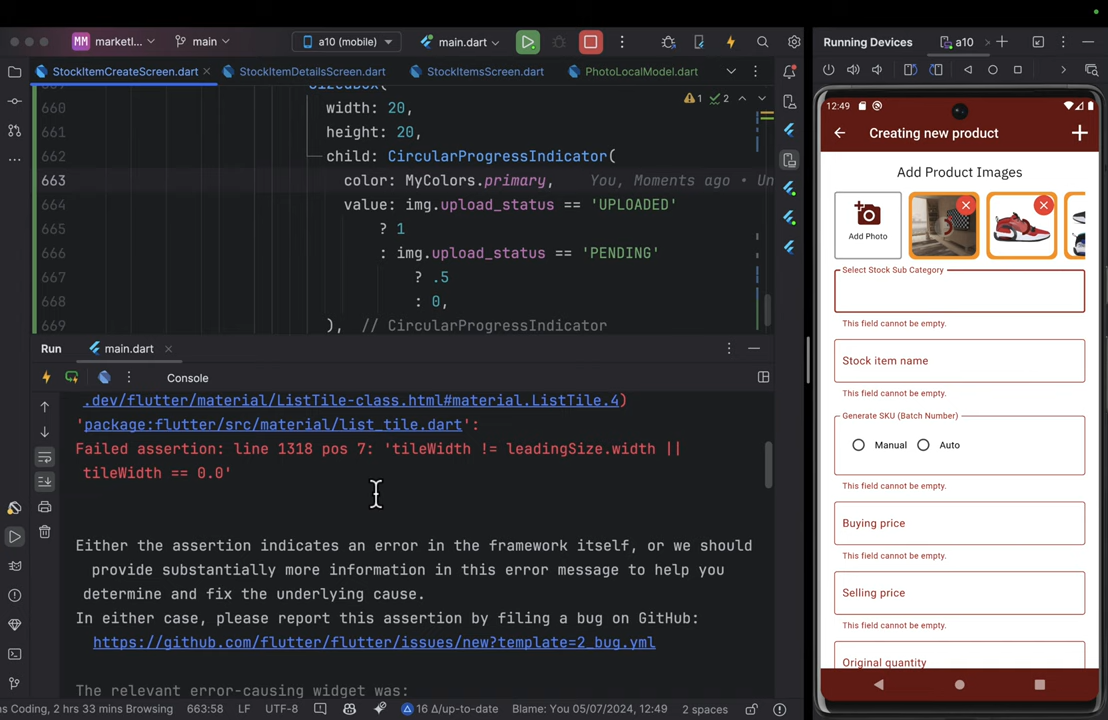 MM marketl...
main
a10 (mobile)
main.dart
Running Devices
a10
StockItemCreateScreen.dart
StockItemDetailsScreen.dart
StockItemsScreen.dart
PhotoLocalModel.dart
660 width: 20,
661 height: 20,
662 child: CircularProgressIndicator(
663 color: MyColors.primary, You, Moments ago • Un
664 value: img.upload_status == 'UPLOADED'
665 ? 1
666 : img.upload_status == 'PENDING'
667 ? .5
668 : 0,
669 ), // CircularProgressIndicator
1 2
Run main.dart
Console
.dev/flutter/material/ListTile-class.html#material.ListTile.4)
'package:flutter/src/material/list_tile.dart':
Failed assertion: line 1318 pos 7: 'tileWidth != leadingSize.width ||
tileWidth == 0.0'
Either the assertion indicates an error in the framework itself, or we should
provide substantially more information in this error message to help you
determine and fix the underlying cause.
In either case, please report this assertion by filing a bug on GitHub:
https://github.com/flutter/flutter/issues/new?template=2_bug.yml
The relevant error-causing widget was:
s Coding, 2 hrs 33 mins Browsing
663:58 LF UTF-8 16 Δ/up-to-date Blame: You 05/07/2024, 12:49 2 spaces
12:49
Creating new product
Add Product Images
Add Photo
Select Stock Sub Category
This field cannot be empty.
Stock item name
This field cannot be empty.
Generate SKU (Batch Number)
Manual Auto
This field cannot be empty.
Buying price
This field cannot be empty.
Selling price
This field cannot be empty.
Original quantity